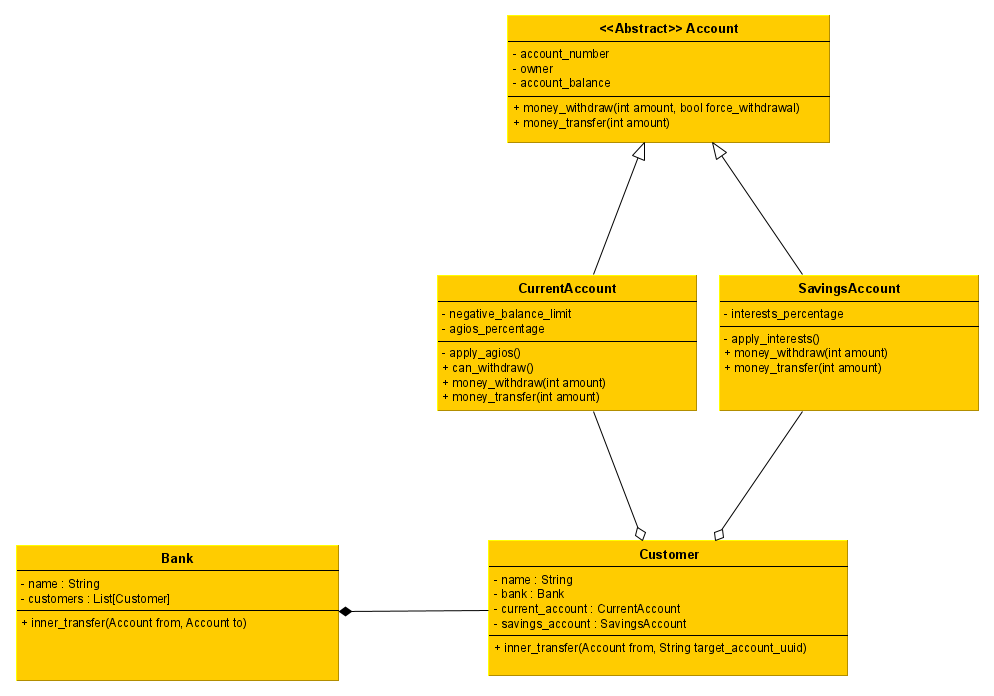 <<Abstract>> Account
- account_number
- owner
- account_balance
+ money_withdraw(int amount, bool force_withdrawal)
+ money_transfer(int amount)
CurrentAccount
- negative_balance_limit
- agios_percentage
- apply_agios()
+ can_withdraw()
+ money_withdraw(int amount)
+ money_transfer(int amount)
SavingsAccount
- interests_percentage
- apply_interests()
+ money_withdraw(int amount)
+ money_transfer(int amount)
Bank
- name : String
- customers : List[Customer]
+ inner_transfer(Account from, Account to)
Customer
- name : String
- bank : Bank
- current_account : CurrentAccount
- savings_account : SavingsAccount
+ inner_transfer(Account from, String target_account_uuid)